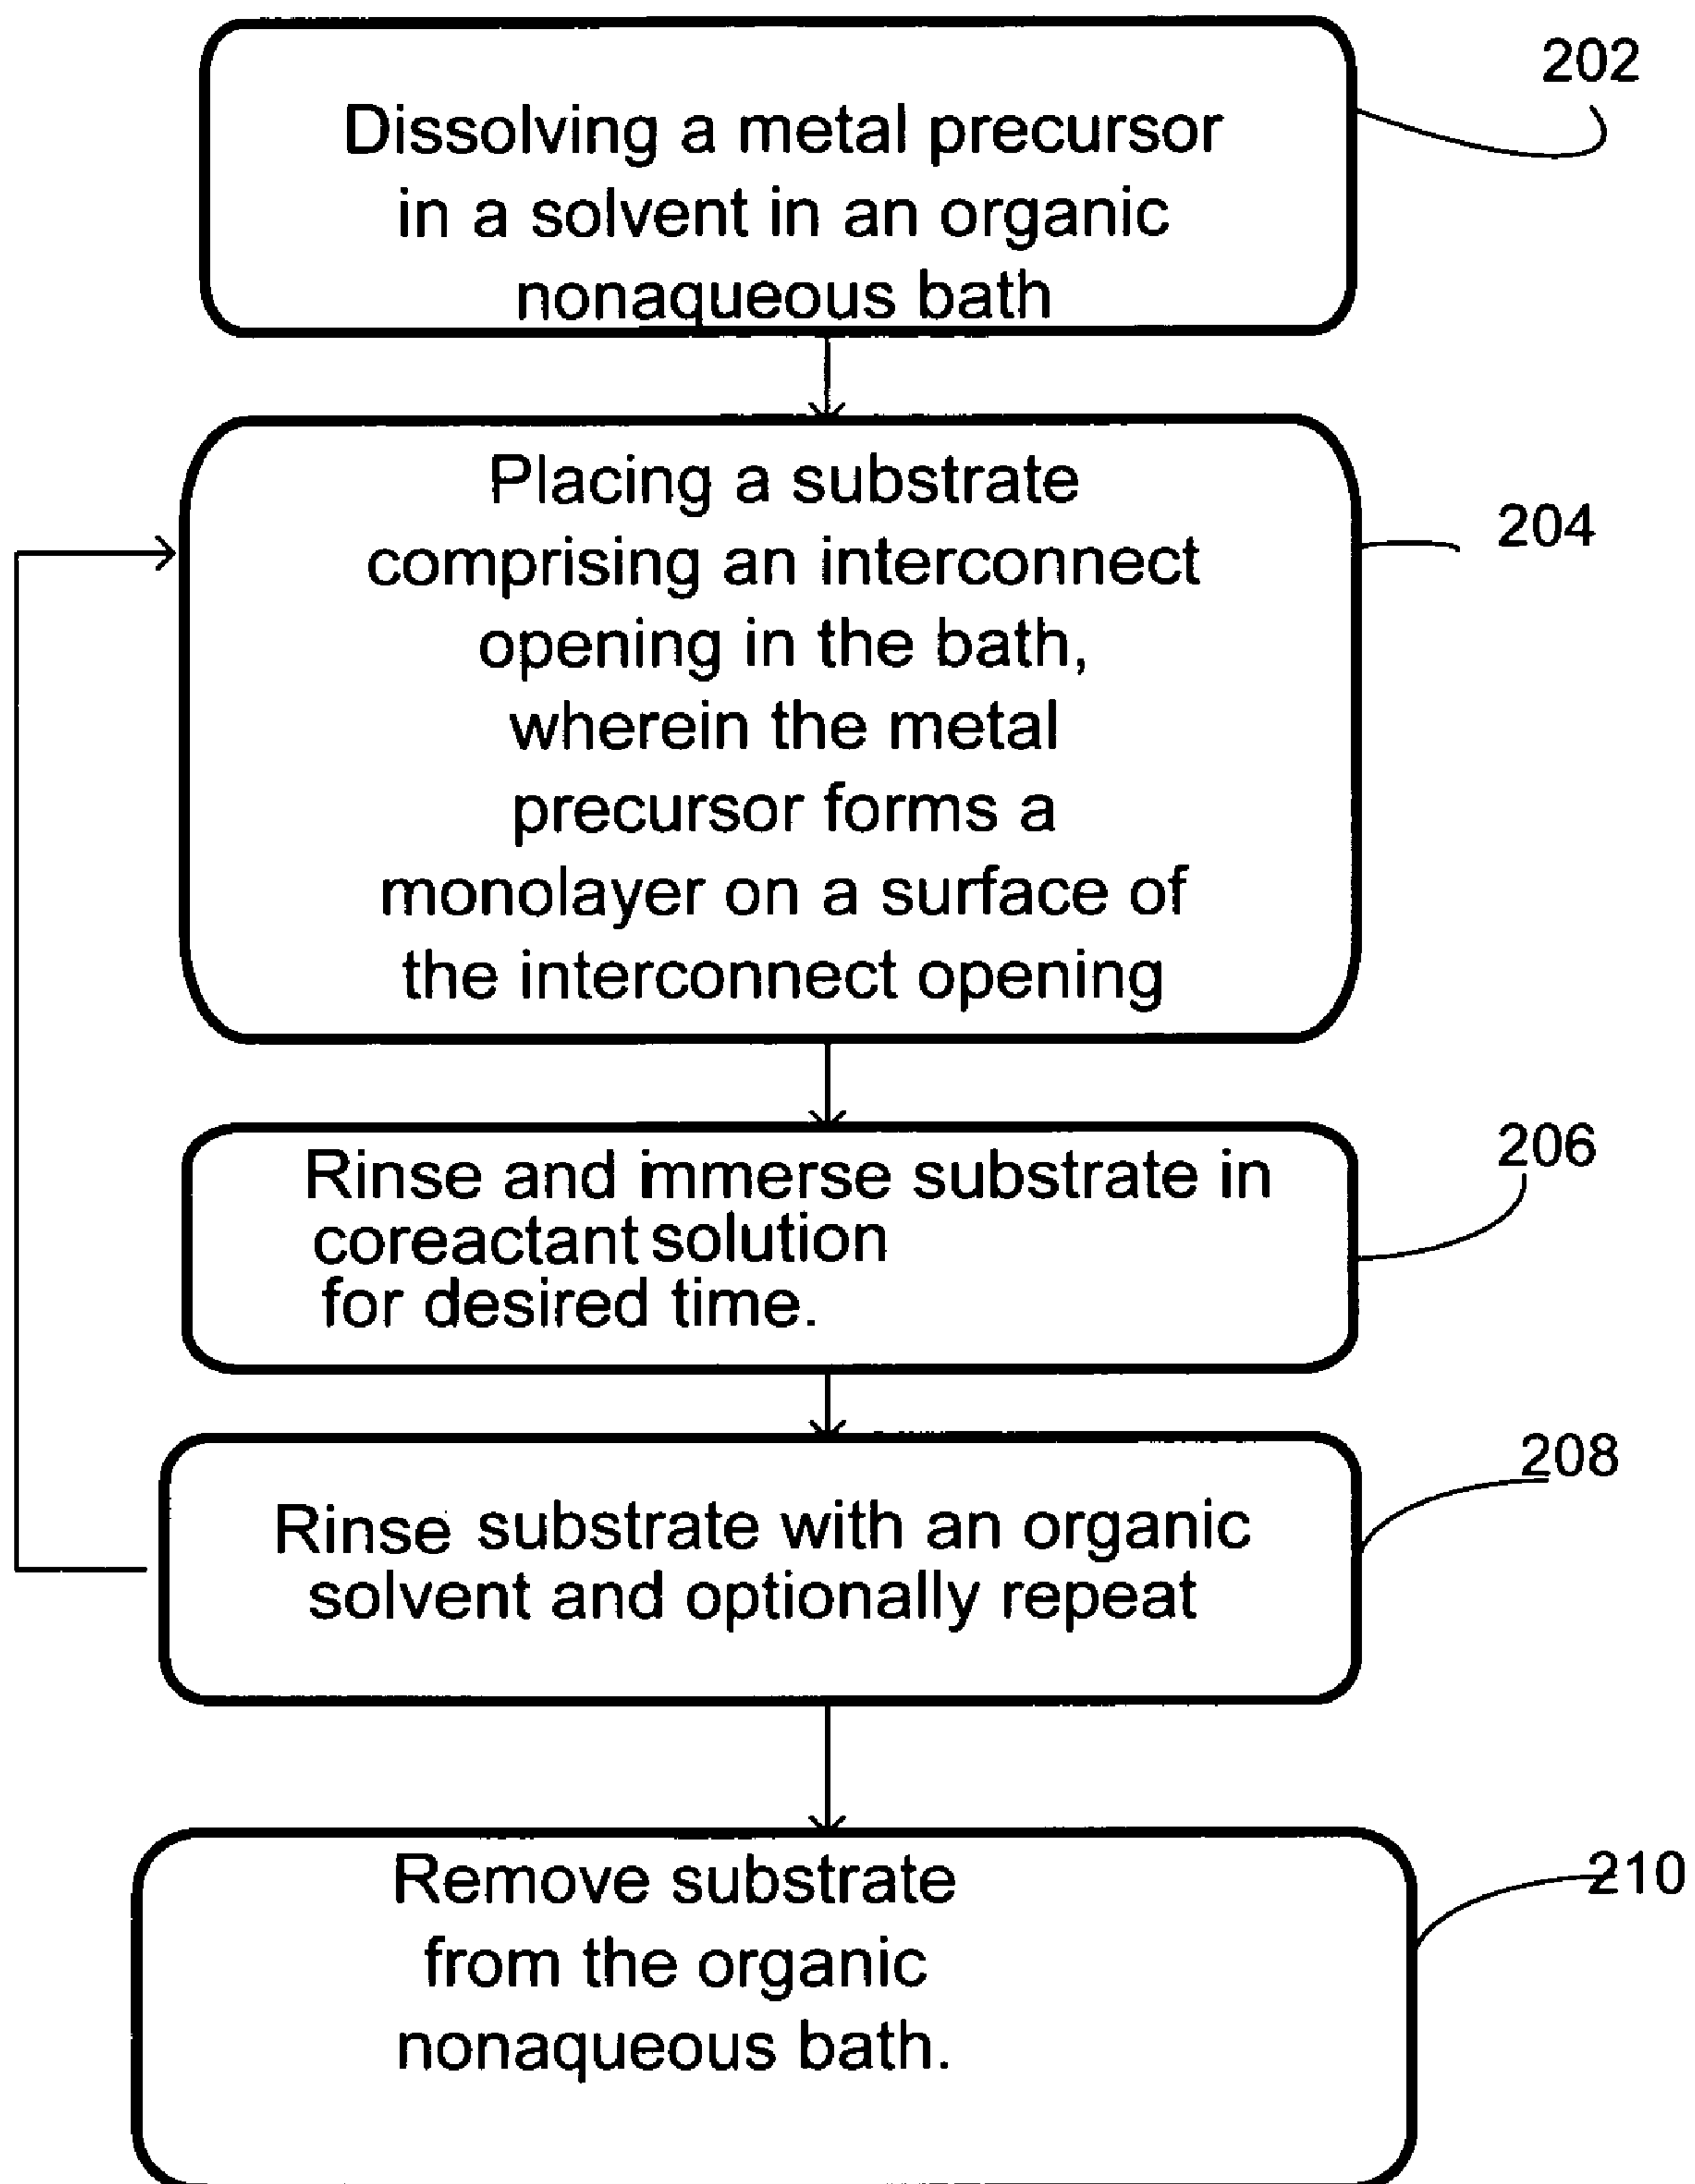 202
Dissolving a metal precursor
in a solvent in an organic
nonaqueous bath
204
Placing a substrate
comprising an interconnect
opening in the bath,
wherein the metal
precursor forms a
monolayer on a surface of
the interconnect opening
206
Rinse and immerse substrate in
coreactant solution
for desired time.
208
Rinse substrate with an organic
solvent and optionally repeat
210
Remove substrate
from the organic
nonaqueous bath.